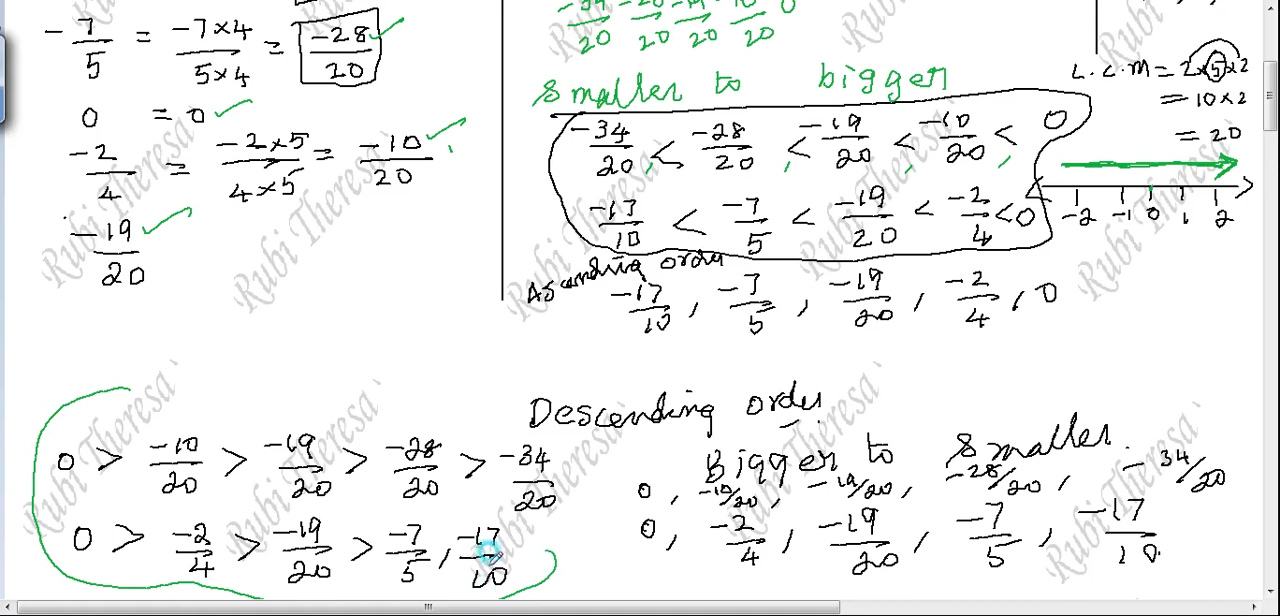 -7/5 = -7×4/5×4 = -28/20
0 = 0
-2/4 = -2×5/4×5 = -10/20
-19/20
-34/20 -28/20 -19/20 -10/20 0
Smaller to bigger
-34/20 < -28/20 < -19/20 < -10/20 < 0
-17/10 < -7/5 < -19/20 < -2/4 < 0
Ascending order
-17/10, -7/5, -19/20, -2/4, 0
L.C.M = 2×5×2
= 10×2
= 20
-2 -1 0 1 2
Descending order
Bigger to Smaller.
0 > -10/20 > -19/20 > -28/20 > -34/20
0 > -2/4 > -19/20 > -7/5, -17/10
0, -10/20, -19/20, -28/20, -34/20
0, -2/4, -19/20, -7/5, -17/10
Rubi Theresa